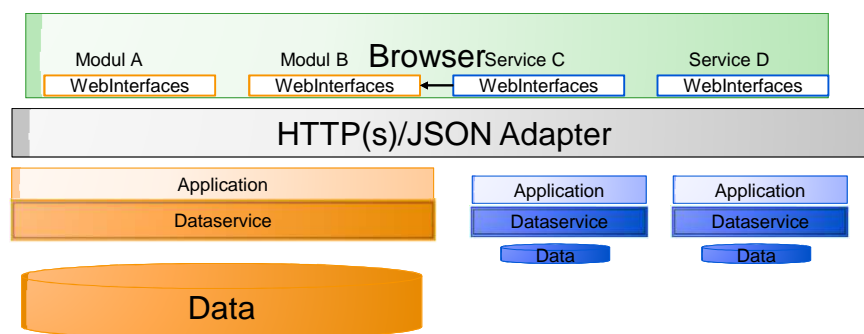 Browser
Modul A Modul B Service C Service D
WebInterfaces WebInterfaces WebInterfaces WebInterfaces
HTTP(s)/JSON Adapter
Application Application Application
Dataservice Dataservice Dataservice
Data Data
Data